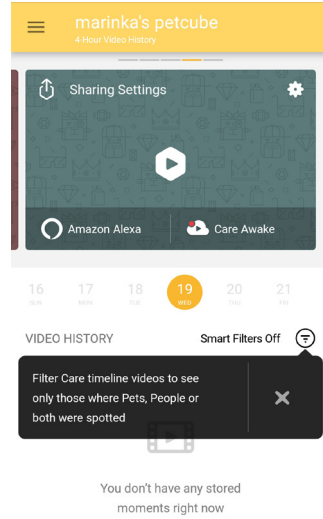 marinka's petcube
4-Hour Video History
Sharing Settings
Amazon Alexa
Care Awake
16 17 18 19 20 21
SUN MON TUE WED THU FRI
VIDEO HISTORY Smart Filters Off
Filter Care timeline videos to see
only those where Pets, People or
both were spotted
You don't have any stored
moments right now